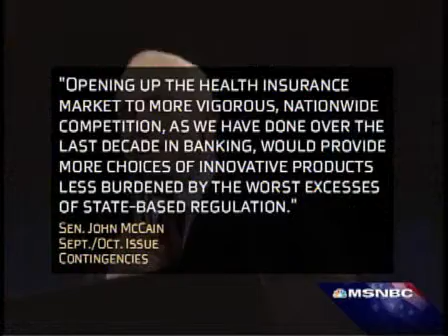 "OPENING UP THE HEALTH INSURANCE
MARKET TO MORE VIGOROUS, NATIONWIDE
COMPETITION, AS WE HAVE DONE OVER THE
LAST DECADE IN BANKING, WOULD PROVIDE
MORE CHOICES OF INNOVATIVE PRODUCTS
LESS BURDENED BY THE WORST EXCESSES
OF STATE-BASED REGULATION."
SEN. JOHN MCCAIN
SEPT./OCT. ISSUE
CONTINGENCIES
MSNBC